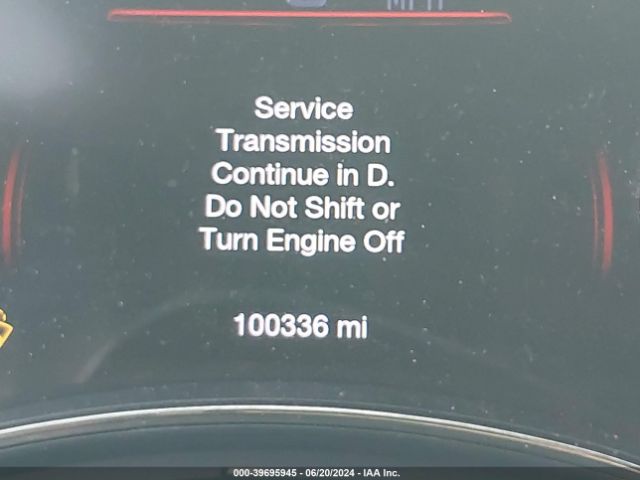 MPH
Service
Transmission
Continue in D.
Do Not Shift or
Turn Engine Off
100336 mi
000-39695945 - 06/20/2024 - IAA Inc.